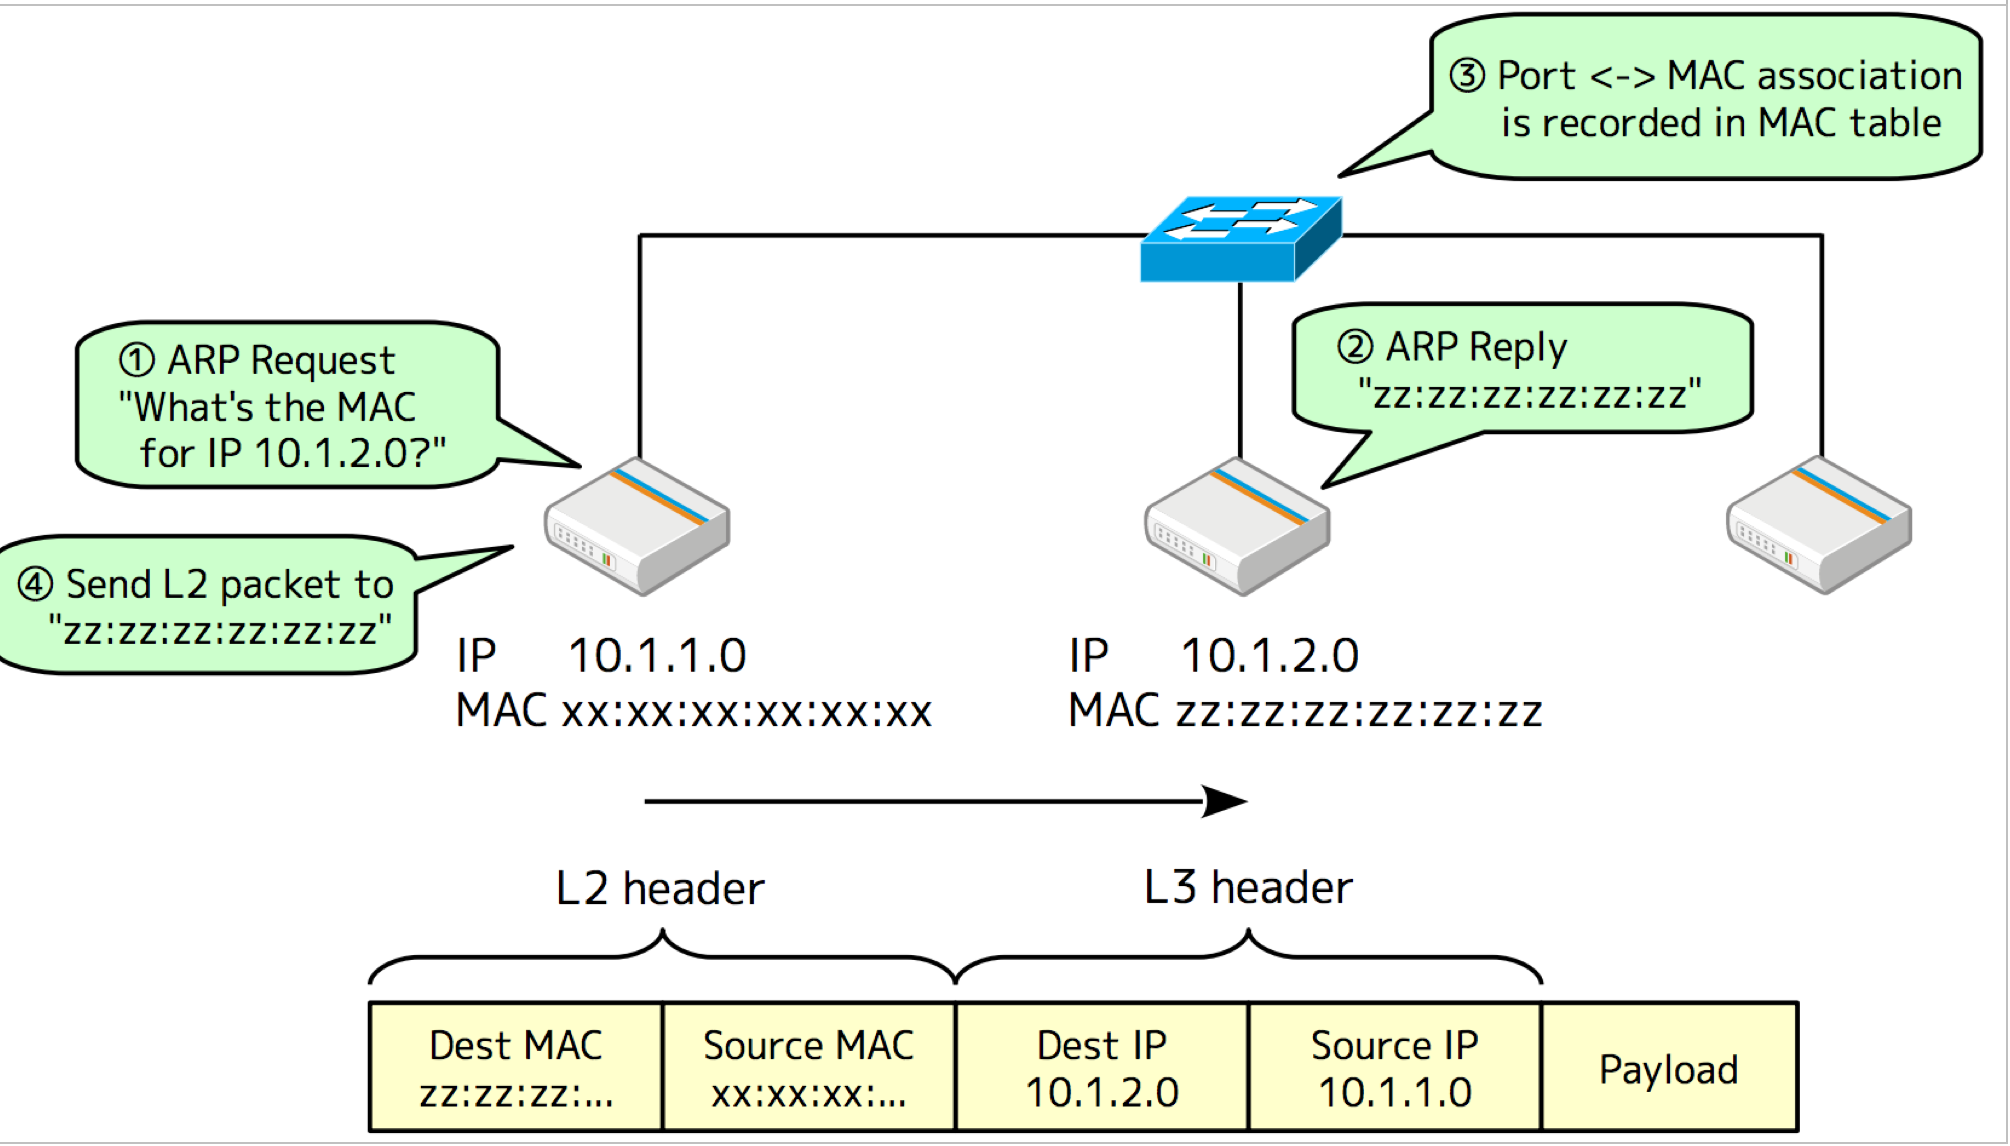 ③ Port <-> MAC association
is recorded in MAC table
① ARP Request
"What's the MAC
for IP 10.1.2.0?"
② ARP Reply
"zz:zz:zz:zz:zz:zz"
④ Send L2 packet to
"zz:zz:zz:zz:zz:zz"
IP 10.1.1.0
MAC xx:xx:xx:xx:xx:xx
IP 10.1.2.0
MAC zz:zz:zz:zz:zz:zz
L2 header
L3 header
Dest MAC
zz:zz:zz:...
Source MAC
xx:xx:xx:...
Dest IP
10.1.2.0
Source IP
10.1.1.0
Payload